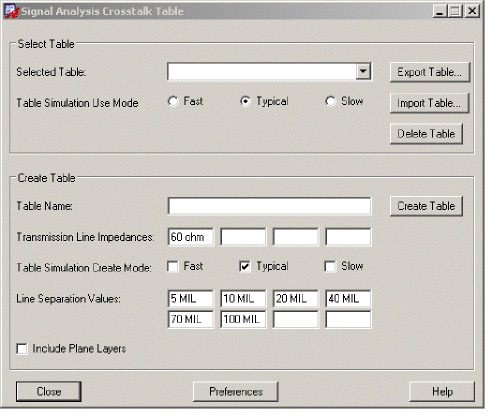 Signal Analysis Crosstalk Table
Select Table
Selected Table:
Export Table...
Table Simulation Use Mode
Fast
Typical
Slow
Import Table...
Delete Table
Create Table
Table Name:
Create Table
Transmission Line Impedances:
60 ohm
Table Simulation Create Mode:
Fast
Typical
Slow
Line Separation Values:
5 MIL
10 MIL
20 MIL
40 MIL
70 MIL
100 MIL
Include Plane Layers
Close
Preferences
Help